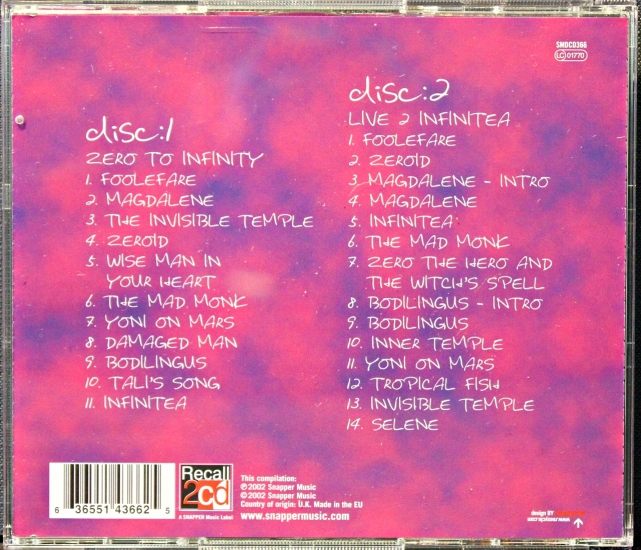 SMDCD366
LC 01770
disc:1
ZERO TO INFINITY
1. FOOLEFARE
2. MAGDALENE
3. THE INVISIBLE TEMPLE
4. ZEROID
5. WISE MAN IN
YOUR HEART
6. THE MAD MONK
7. YONI ON MARS
8. DAMAGED MAN
9. BODILINGUS
10. TALI'S SONG
11. INFINITEA
disc:2
LIVE 2 INFINITEA
1. FOOLEFARE
2. ZEROID
3. MAGDALENE - INTRO
4. MAGDALENE
5. INFINITEA
6. THE MAD MONK
7. ZERO THE HERO AND
THE WITCH'S SPELL
8. BODILINGUS - INTRO
9. BODILINGUS
10. INNER TEMPLE
11. YONI ON MARS
12. TROPICAL FISH
13. INVISIBLE TEMPLE
14. SELENE
6 36551 43662 5
Recall
2cd
A SNAPPER Music Label
This compilation:
℗2002 Snapper Music
©2002 Snapper Music
Country of origin: U.K. Made in the EU
www.snappermusic.com
design BY